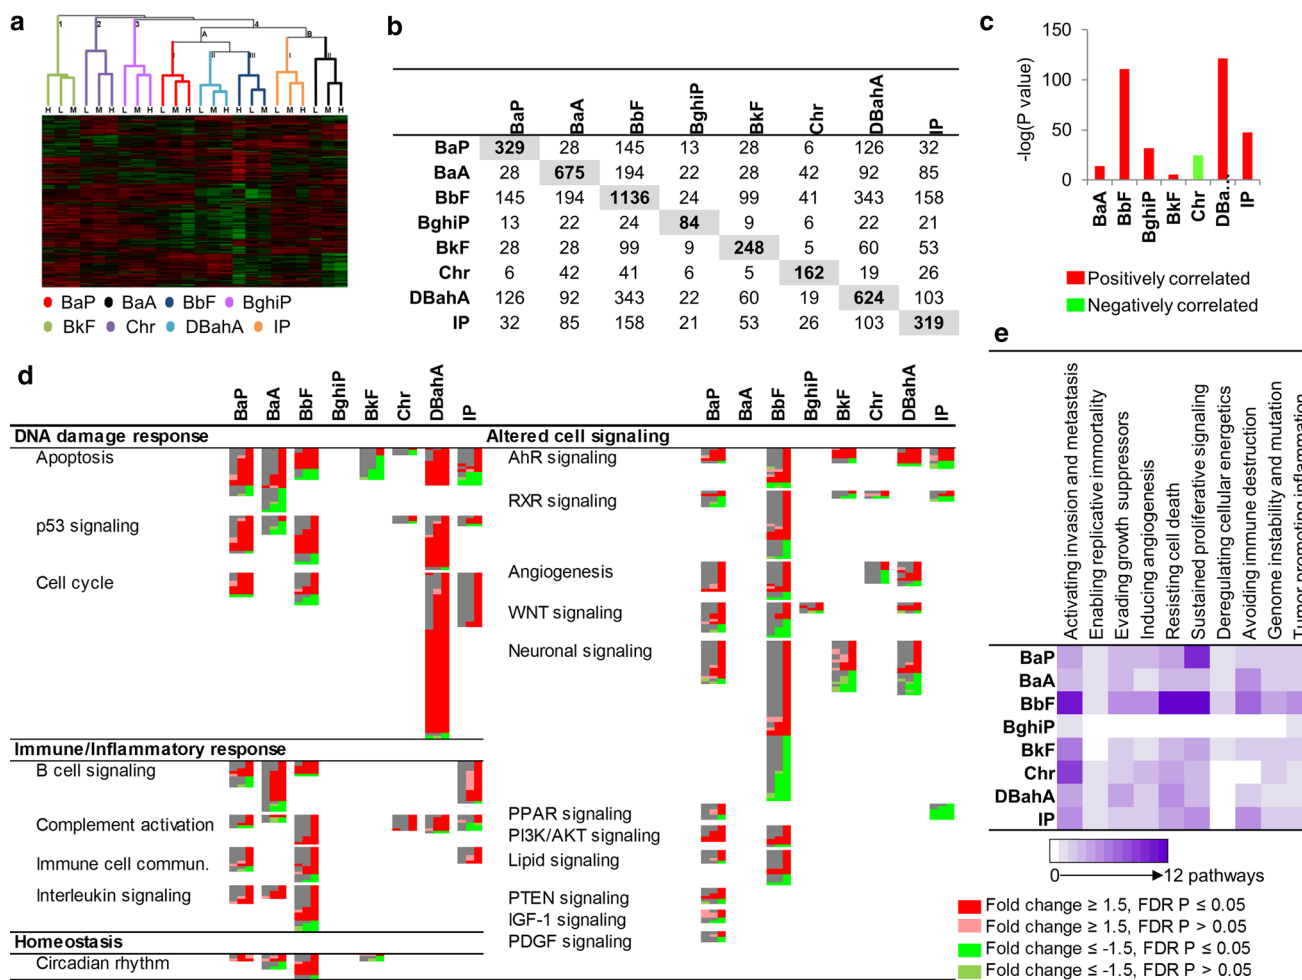 a
1 2 3 4
A B
I II III I II
H L M L M H L M H L M H L M H H L M L M H L M H
BaP BaA BbF BghiP
BkF Chr DBahA IP
b
BaP BaA BbF BghiP BkF Chr DBahA IP
BaP 329 28 145 13 28 6 126 32
BaA 28 675 194 22 28 42 92 85
BbF 145 194 1136 24 99 41 343 158
BghiP 13 22 24 84 9 6 22 21
BkF 28 28 99 9 248 5 60 53
Chr 6 42 41 6 5 162 19 26
DBahA 126 92 343 22 60 19 624 103
IP 32 85 158 21 53 26 103 319
c
-log(P value)
150
100
50
0
BaA BbF BghiP BkF Chr DBa... IP
Positively correlated
Negatively correlated
d
BaP BaA BbF BghiP BkF Chr DBahA IP
DNA damage response
Apoptosis
p53 signaling
Cell cycle
Immune/Inflammatory response
B cell signaling
Complement activation
Immune cell commun.
Interleukin signaling
Homeostasis
Circadian rhythm
BaP BaA BbF BghiP BkF Chr DBahA IP
Altered cell signaling
AhR signaling
RXR signaling
Angiogenesis
WNT signaling
Neuronal signaling
PPAR signaling
PI3K/AKT signaling
Lipid signaling
PTEN signaling
IGF-1 signaling
PDGF signaling
e
Activating invasion and metastasis
Enabling replicative immortality
Evading growth suppressors
Inducing angiogenesis
Resisting cell death
Sustained proliferative signaling
Deregulating cellular energetics
Avoiding immune destruction
Genome instability and mutation
Tumor promoting inflammation
BaP
BaA
BbF
BghiP
BkF
Chr
DBahA
IP
0 12 pathways
Fold change ≥ 1.5, FDR P ≤ 0.05
Fold change ≥ 1.5, FDR P > 0.05
Fold change ≤ -1.5, FDR P ≤ 0.05
Fold change ≤ -1.5, FDR P > 0.05